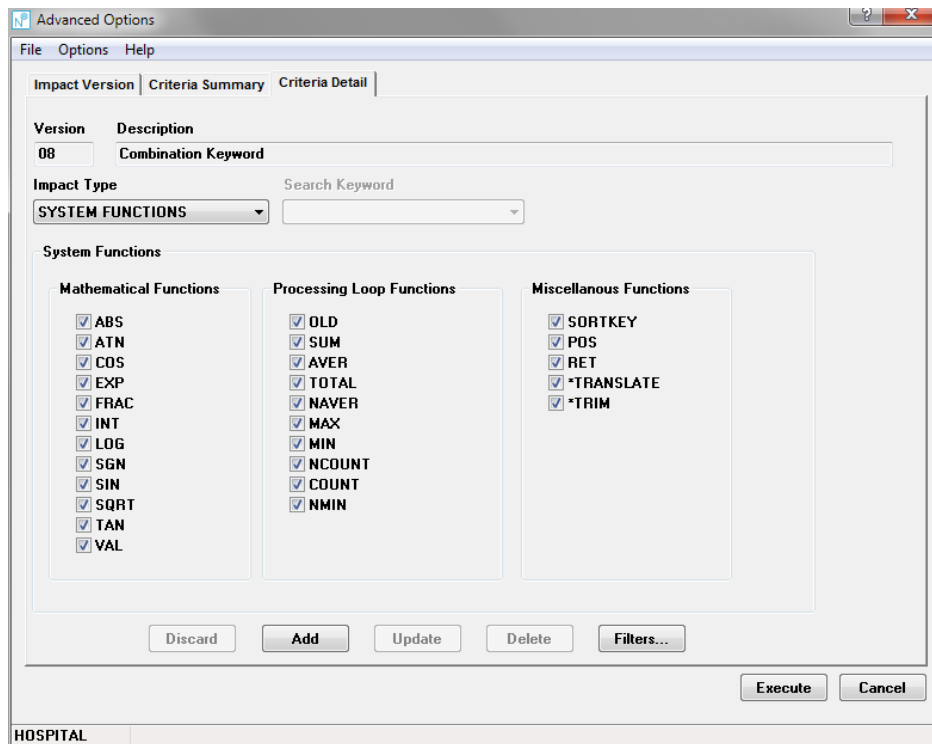 Advanced Options
File Options Help
Impact Version Criteria Summary Criteria Detail
Version Description
08 Combination Keyword
Impact Type Search Keyword
SYSTEM FUNCTIONS
System Functions
Mathematical Functions
ABS
ATN
COS
EXP
FRAC
INT
LOG
SGN
SIN
SQRT
TAN
VAL
Processing Loop Functions
OLD
SUM
AVER
TOTAL
NAVER
MAX
MIN
NCOUNT
COUNT
NMIN
Miscellanous Functions
SORTKEY
POS
RET
*TRANSLATE
*TRIM
Discard Add Update Delete Filters...
Execute Cancel
HOSPITAL